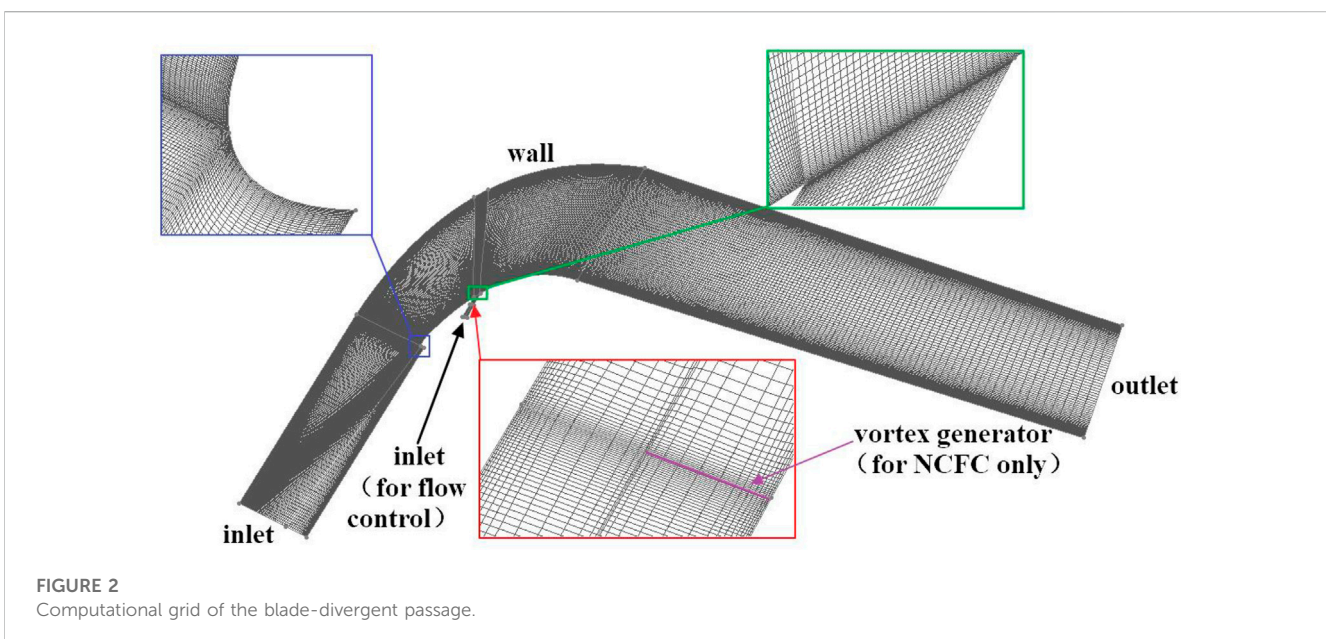 wall
inlet
（for flow
control）
vortex generator
（for NCFC only）
outlet
inlet
FIGURE 2
Computational grid of the blade-divergent passage.